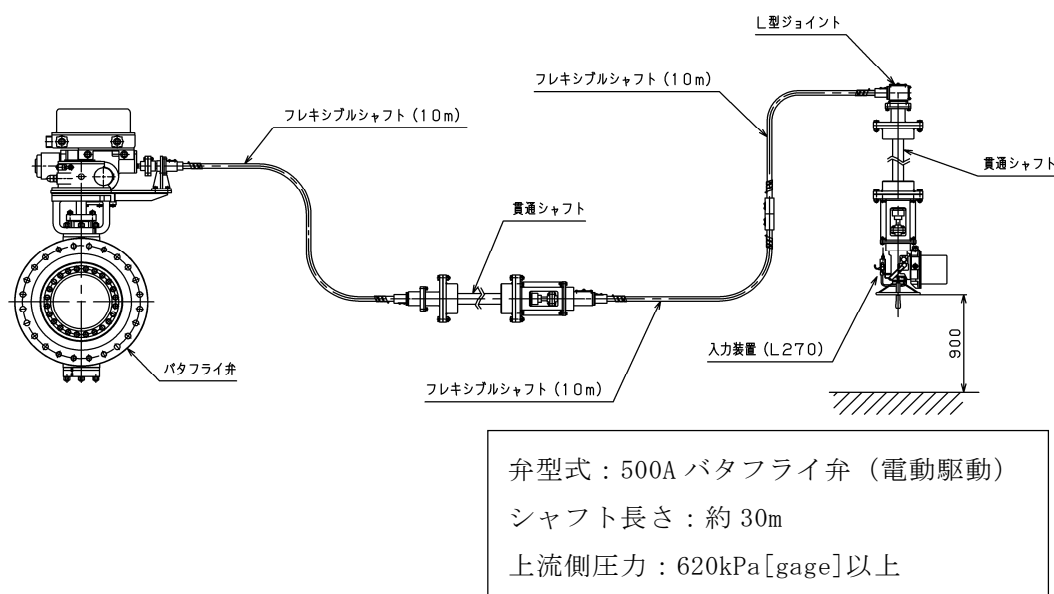 L型ジョイント
フレキシブルシャフト(10m)
フレキシブルシャフト(10m)
貫通シャフト
貫通シャフト
入力装置(L270)
900
バタフライ弁
フレキシブルシャフト(10m)
弁型式:500A バタフライ弁(電動駆動)
シャフト長さ:約 30m
上流側圧力:620kPa[gage]以上